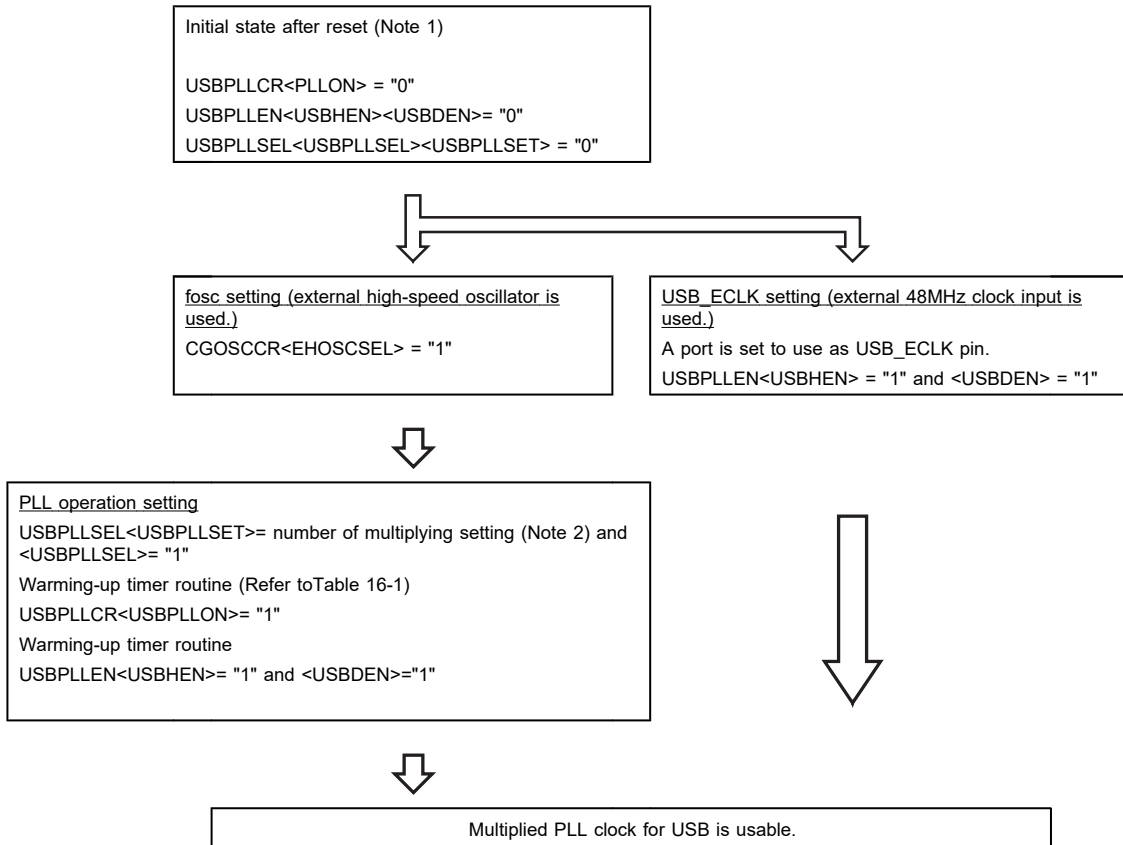 Initial state after reset (Note 1)
USBPLLCR<PLLON> = "0"
USBPLLEN<USBHEN><USBDEN>= "0"
USBPLLSEL<USBPLLSEL><USBPLLSET> = "0"
fosc setting (external high-speed oscillator is
used.)
CGOSCCR<EHOSCSEL> = "1"
USB_ECLK setting (external 48MHz clock input is
used.)
A port is set to use as USB_ECLK pin.
USBPLLEN<USBHEN> = "1" and <USBDEN> = "1"
PLL operation setting
USBPLLSEL<USBPLLSET>= number of multiplying setting (Note 2) and
<USBPLLSEL>= "1"
Warming-up timer routine (Refer toTable 16-1)
USBPLLCR<USBPLLON>= "1"
Warming-up timer routine
USBPLLEN<USBHEN>= "1" and <USBDEN>="1"
Multiplied PLL clock for USB is usable.